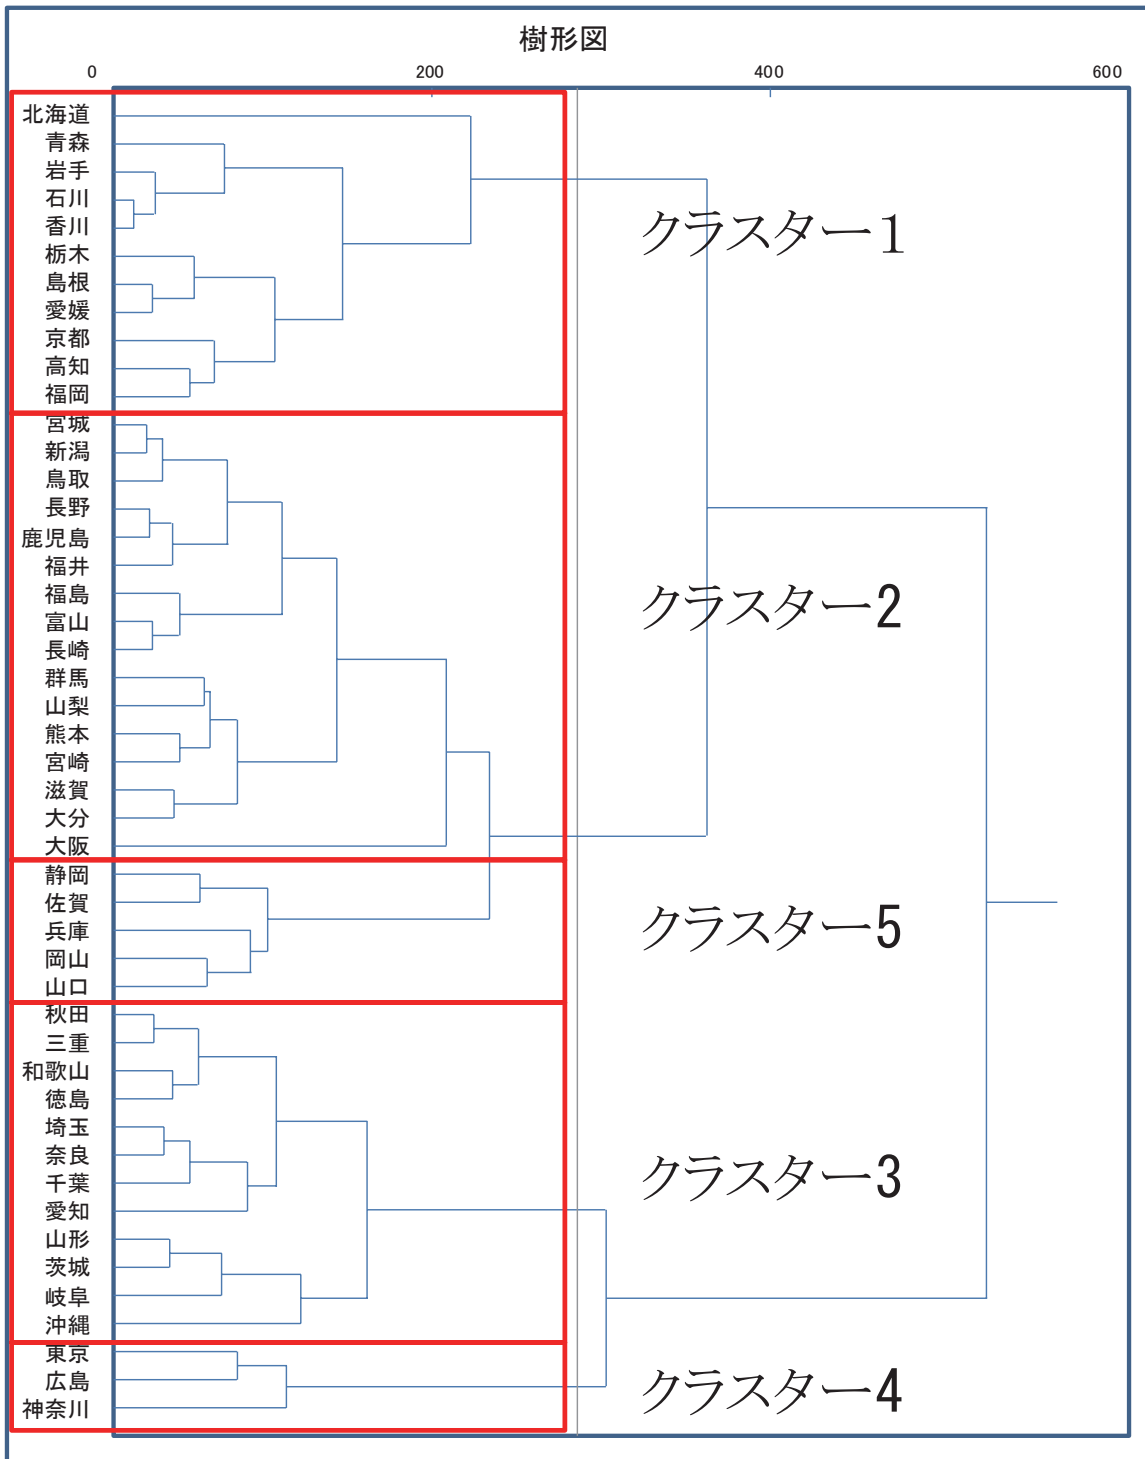 樹形図
0 200 400 600
北海道
青森
岩手
石川
香川
栃木
島根
愛媛
京都
高知
福岡
クラスター1
宮城
新潟
鳥取
長野
鹿児島
福井
福島
富山
長崎
群馬
山梨
熊本
宮崎
滋賀
大分
大阪
クラスター2
静岡
佐賀
兵庫
岡山
山口
クラスター5
秋田
三重
和歌山
徳島
埼玉
奈良
千葉
愛知
山形
茨城
岐阜
沖縄
クラスター3
東京
広島
神奈川
クラスター4